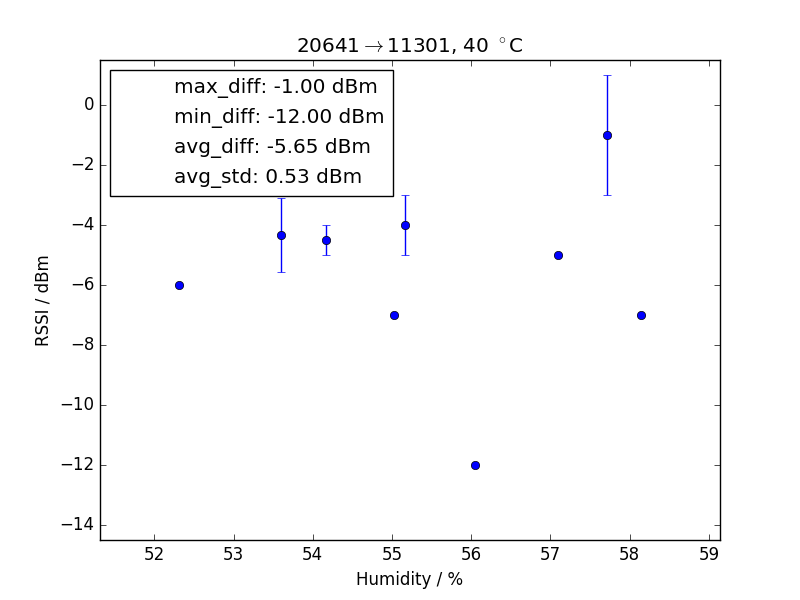 20641→11301, 40 °C
max_diff: -1.00 dBm
min_diff: -12.00 dBm
avg_diff: -5.65 dBm
avg_std: 0.53 dBm
RSSI / dBm
0
−2
−4
−6
−8
−10
−12
−14
52 53 54 55 56 57 58 59
Humidity / %